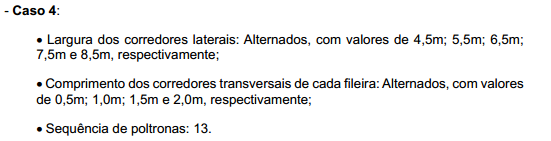 - Caso 4:
• Largura dos corredores laterais: Alternados, com valores de 4,5m; 5,5m; 6,5m;
7,5m e 8,5m, respectivamente;
• Comprimento dos corredores transversais de cada fileira: Alternados, com valores
de 0,5m; 1,0m; 1,5m e 2,0m, respectivamente;
• Sequência de poltronas: 13.